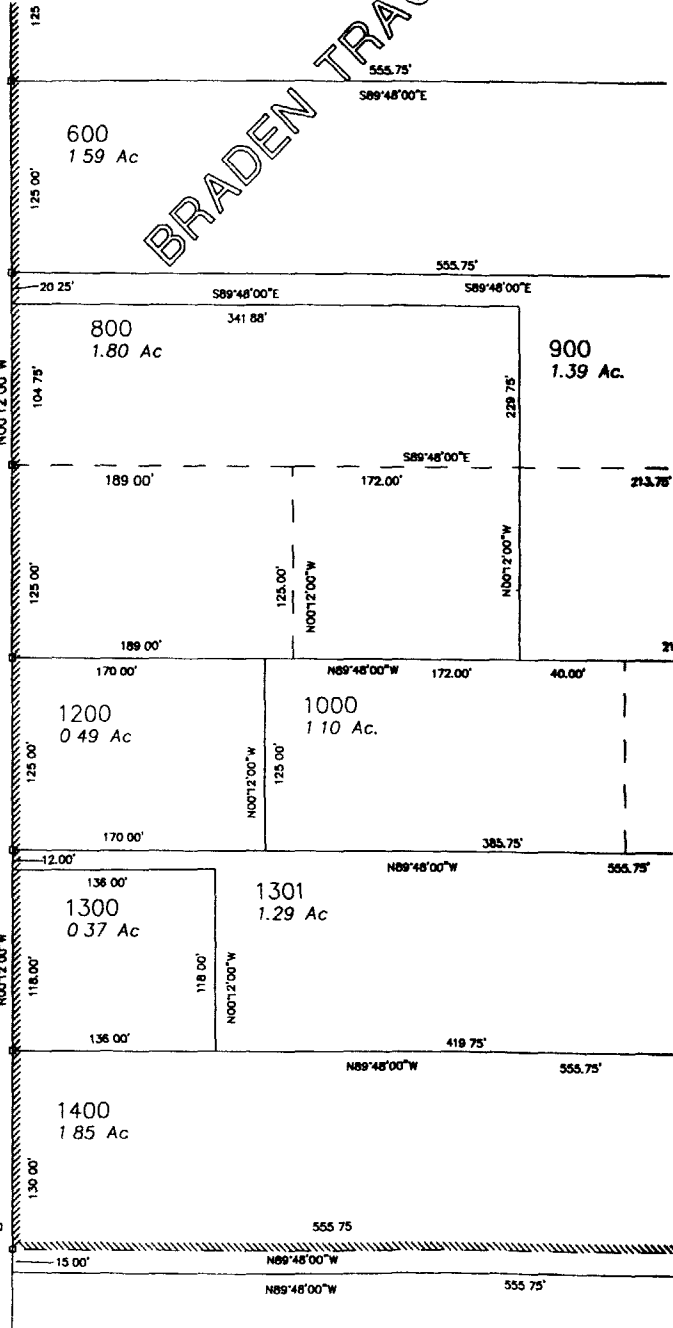 125
BRADEN TRAC
555.75'
S89°48'00"E
600
1 59 Ac
125 00'
555.75'
20 25'
S89°48'00"E
S89°48'00"E
341 88'
800
1.80 Ac
900
1.39 Ac.
N00°12'00"W
104 75'
229 75'
S89°48'00"E
189 00'
172.00'
213.75'
125 00'
125.00'
N00°12'00"W
N00°12'00"W
189 00'
21
170 00'
N89°48'00"W
172.00'
40.00'
1200
0 49 Ac
1000
1 10 Ac.
125 00'
N00°12'00"W
125 00'
170 00'
385.75'
12.00'
N89°48'00"W
555.75'
136 00'
1300
0 37 Ac
1301
1.29 Ac
N00°12'00"W
118.00'
118 00'
N00°12'00"W
136 00'
419 75'
N89°48'00"W
555.75'
1400
1 85 Ac
130 00'
555 75
15 00'
N89°48'00"W
N89°48'00"W
555 75'